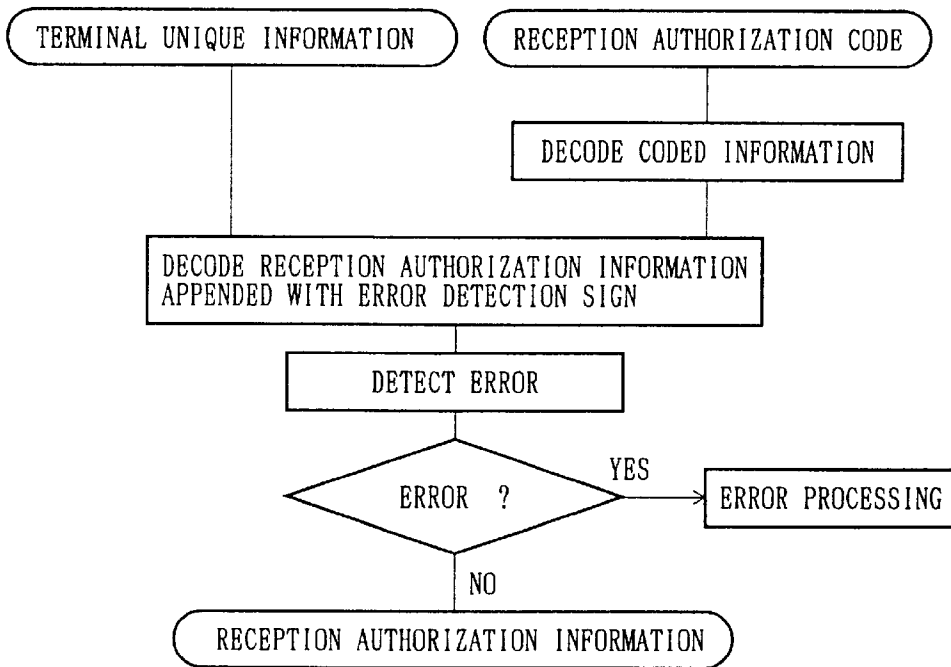 TERMINAL UNIQUE INFORMATION
RECEPTION AUTHORIZATION CODE
DECODE CODED INFORMATION
DECODE RECEPTION AUTHORIZATION INFORMATION
APPENDED WITH ERROR DETECTION SIGN
DETECT ERROR
ERROR ?
YES
ERROR PROCESSING
NO
RECEPTION AUTHORIZATION INFORMATION